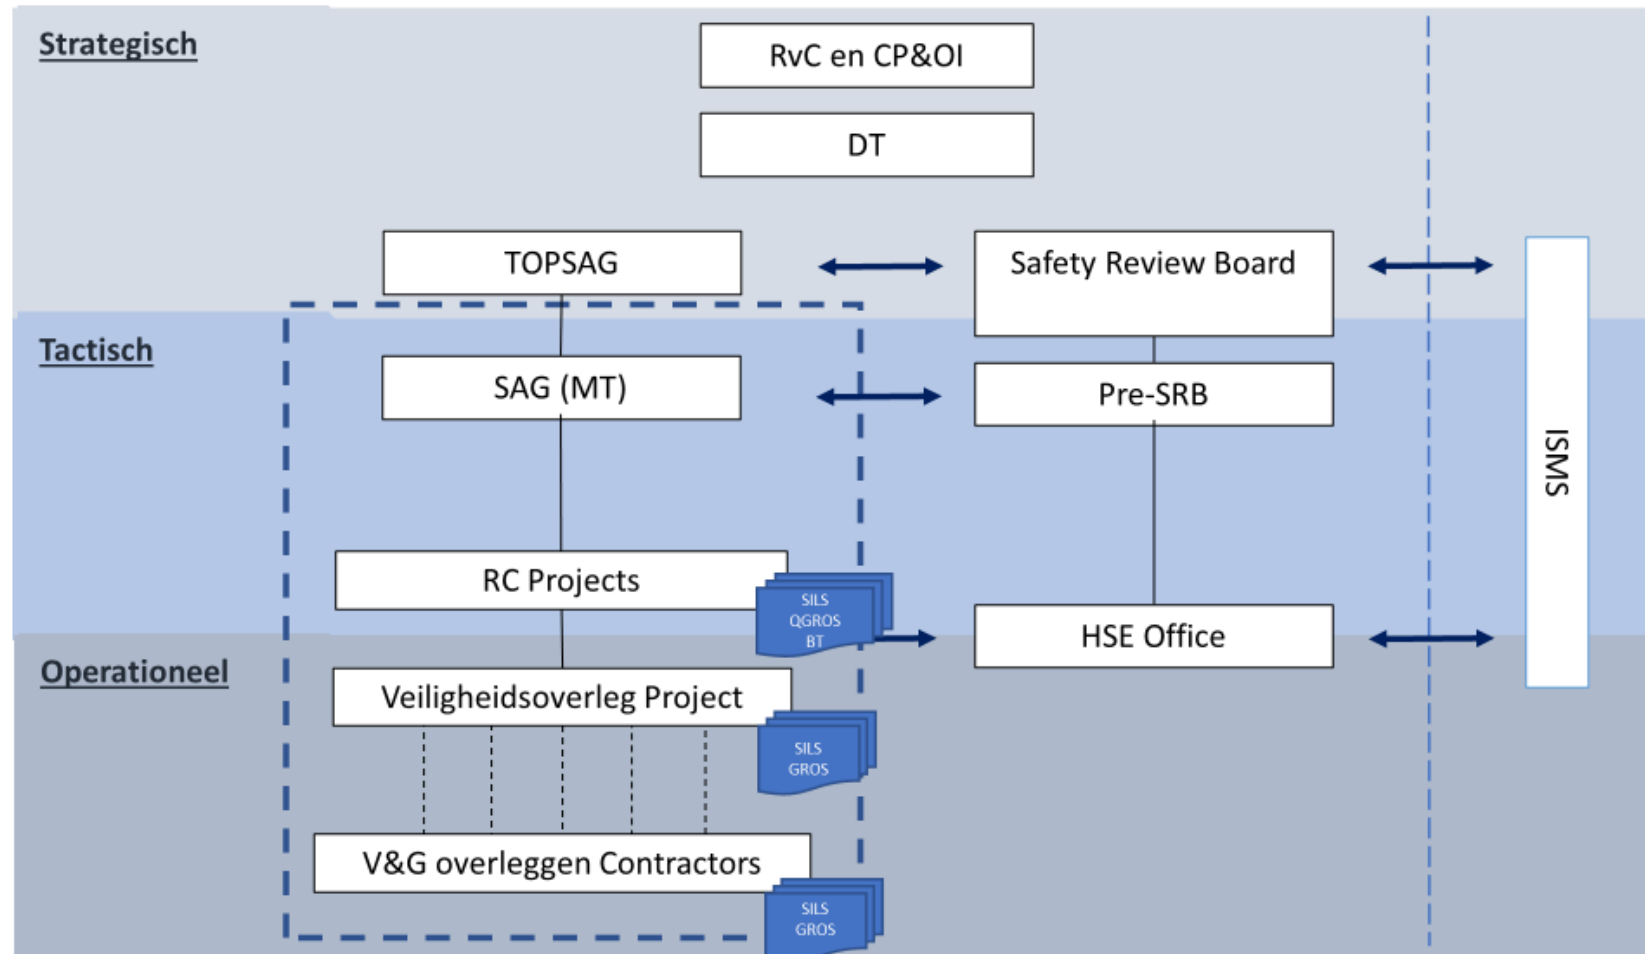 Strategisch
RvC en CP&OI
DT
TOPSAG
Safety Review Board
Tactisch
SAG (MT)
Pre-SRB
ISMS
RC Projects
SILS
QGROS
BT
HSE Office
Operationeel
Veiligheidsoverleg Project
SILS
GROS
V&G overleggen Contractors
SILS
GROS